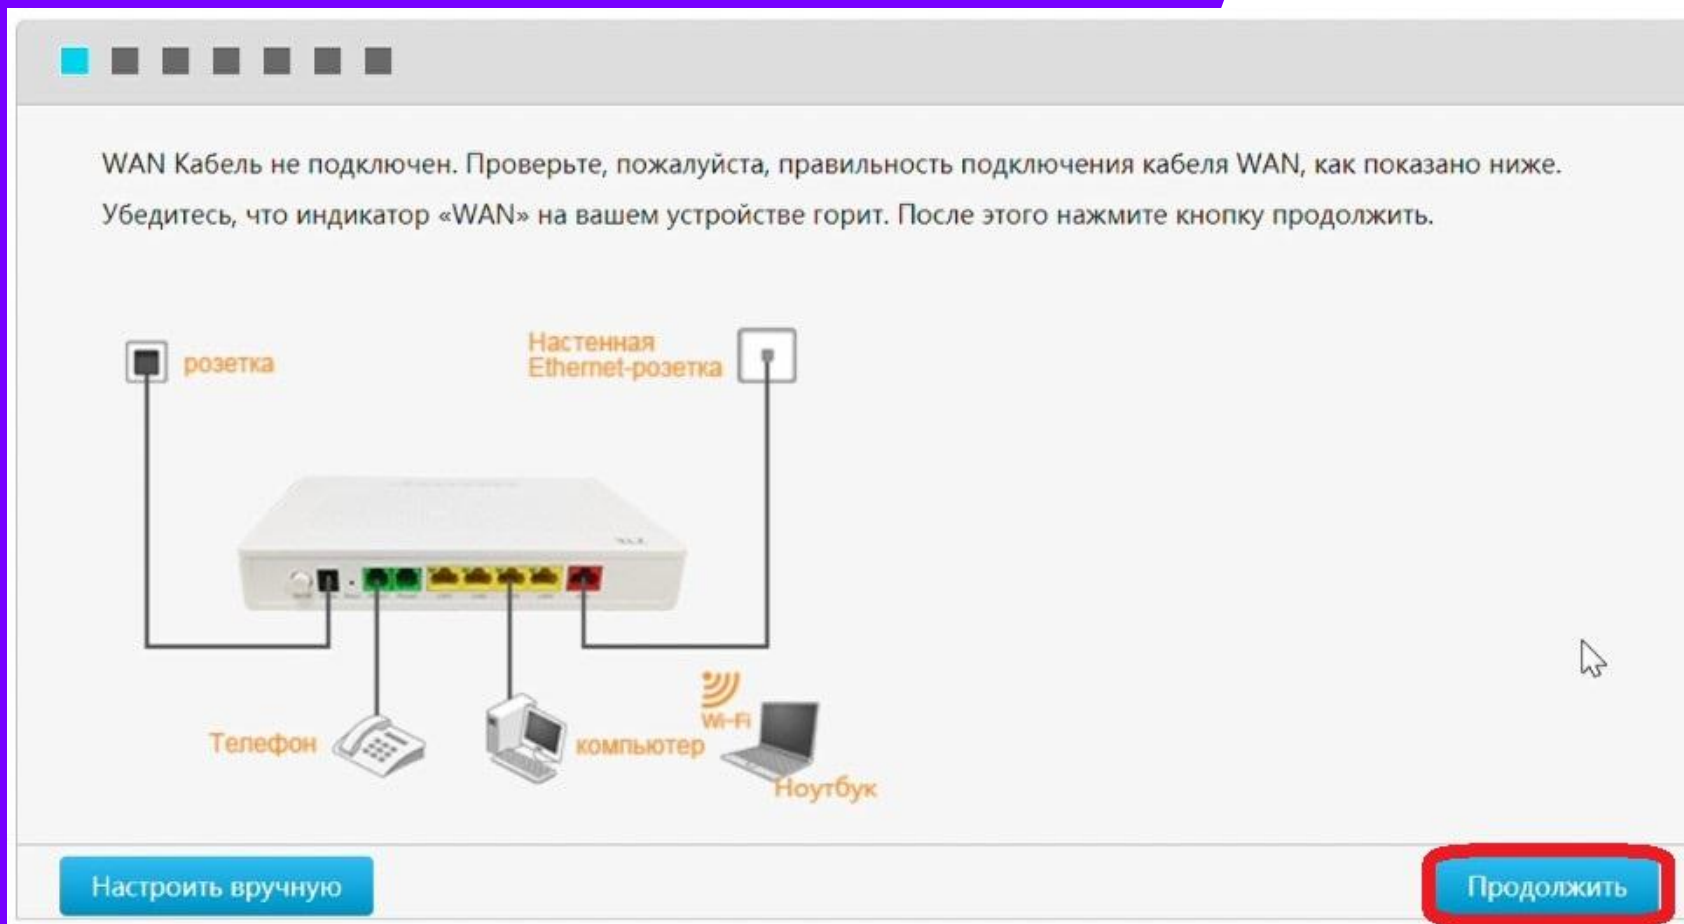 WAN Кабель не подключен. Проверьте, пожалуйста, правильность подключения кабеля WAN, как показано ниже.
Убедитесь, что индикатор «WAN» на вашем устройстве горит. После этого нажмите кнопку продолжить.
розетка
Настенная
Ethernet-розетка
Wi-Fi
Телефон
компьютер
Ноутбук
Настроить вручную
Продолжить